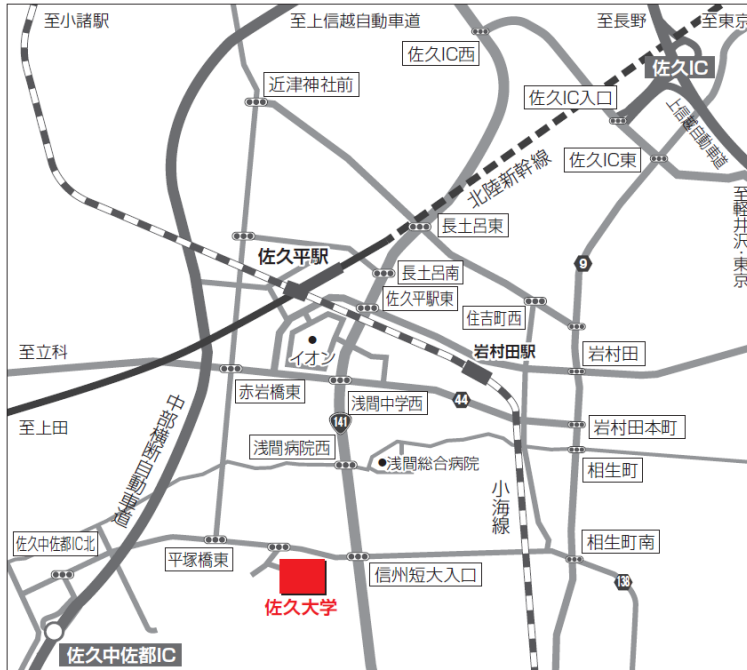 至小諸駅
至上信越自動車道
至長野
至東京
佐久IC西
佐久IC
近津神社前
佐久IC入口
上信越自動車道
佐久IC東
北陸新幹線
至軽井沢・東京
長土呂東
佐久平駅
9
長土呂南
佐久平駅東
住吉町西
イオン
岩村田駅
岩村田
至立科
赤岩橋東
浅間中学西
44
至上田
141
岩村田本町
中部横断自動車道
浅間病院西
浅間総合病院
相生町
小海線
佐久中佐都IC北
平塚橋東
信州短大入口
相生町南
138
佐久大学
佐久中佐都IC